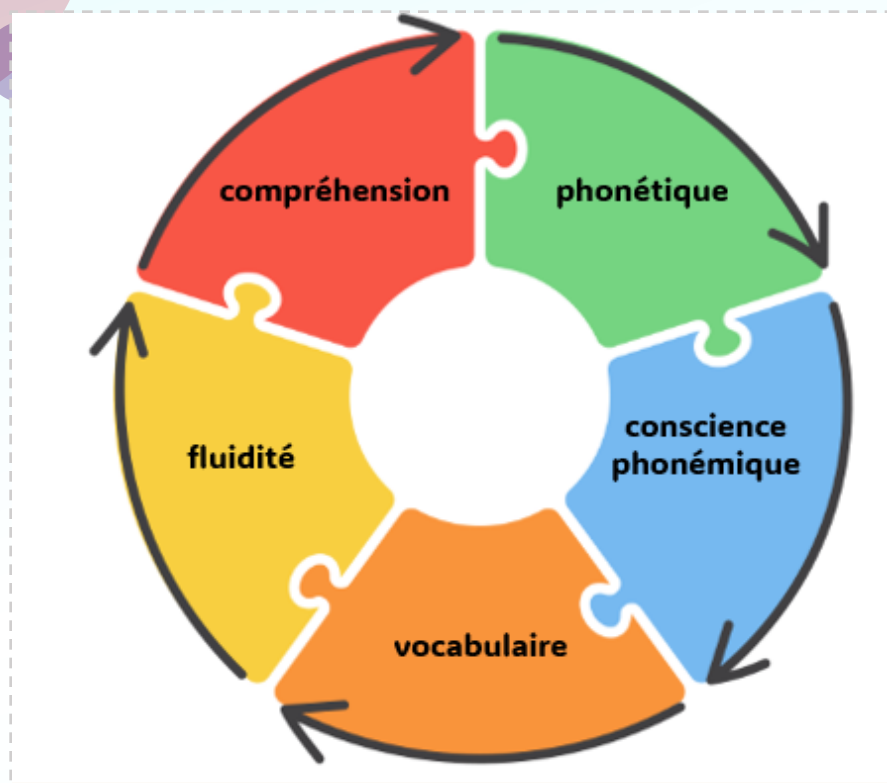 compréhension
phonétique
conscience
phonémique
fluidité
vocabulaire